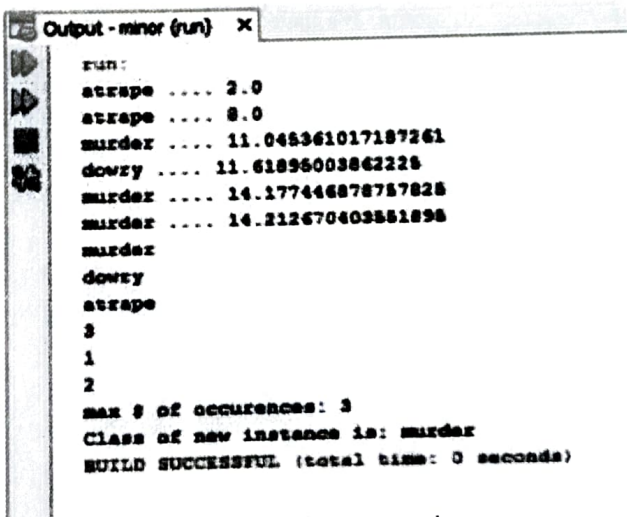 Output - minor (run) ×
run:
atrape .... 2.0
atrape .... 8.0
murder .... 11.045361017187261
dowry .... 11.61895003862225
murder .... 14.177446878757825
murder .... 14.212670403551895
murder
dowry
atrape
3
1
2
max # of occurences: 3
Class of new instance is: murder
BUILD SUCCESSFUL (total time: 0 seconds)